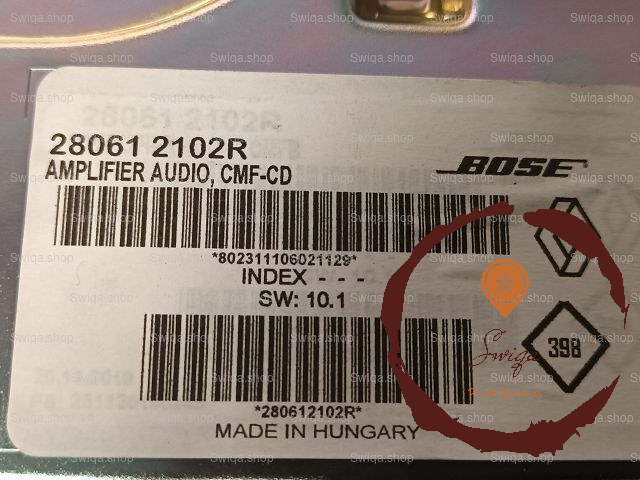 28061 2102R
AMPLIFIER AUDIO, CMF-CD
BOSE
*802311106021129*
INDEX - - -
SW: 10.1
398
*280612102R*
MADE IN HUNGARY
Swiqa
Swiqa.shop